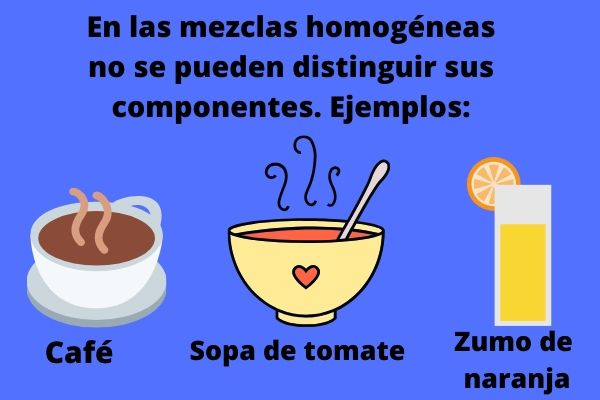 En las mezclas homogéneas
no se pueden distinguir sus
componentes. Ejemplos:
Café
Sopa de tomate
Zumo de
naranja